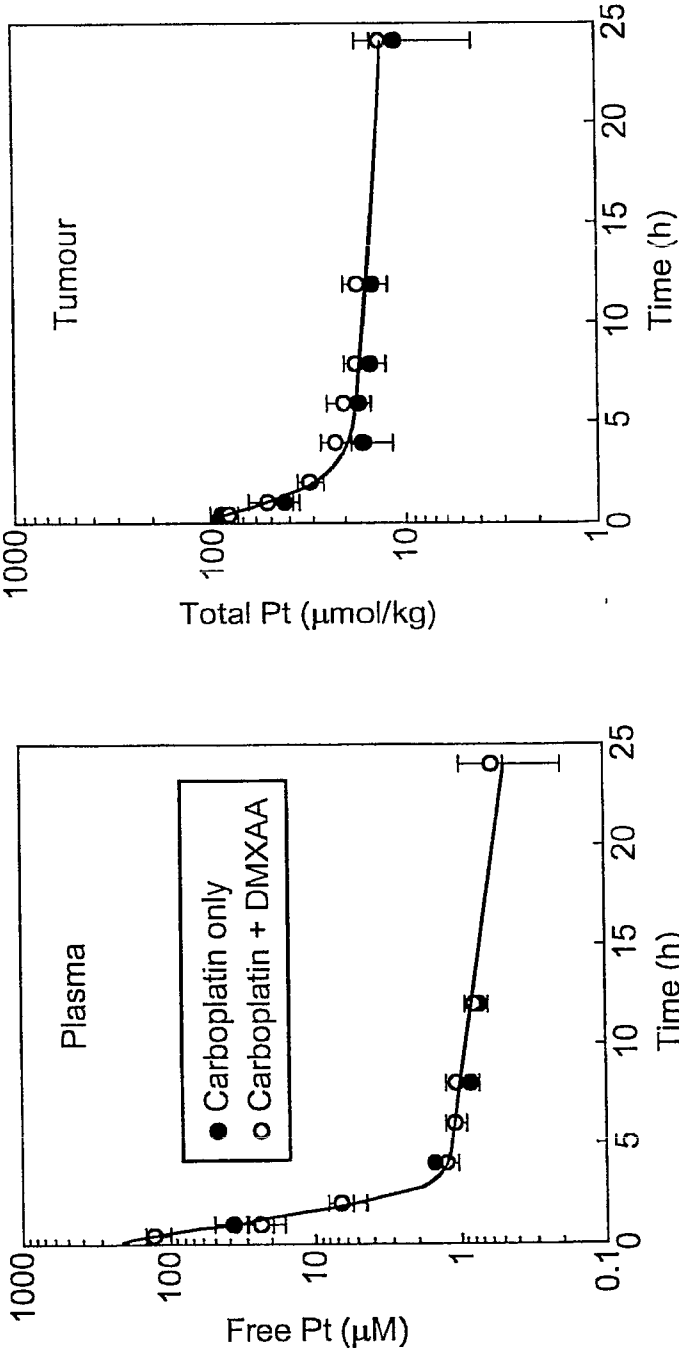 Plasma
1000
100
10
1
0.1
Free Pt (µM)
● Carboplatin only
○ Carboplatin + DMXAA
0
5
10
15
20
25
Time (h)
Tumour
1000
100
10
1
Total Pt (µmol/kg)
0
5
10
15
20
25
Time (h)